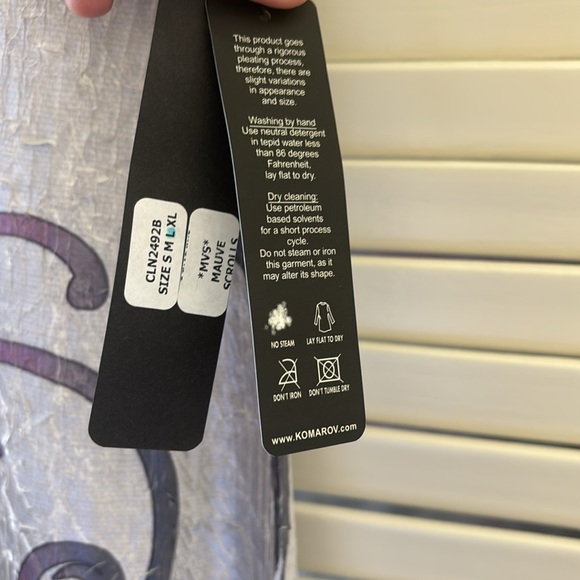 This product goes
through a rigorous
pleating process,
therefore, there are
slight variations
in appearance
and size.
Washing by hand
Use neutral detergent
in tepid water less
than 86 degrees
Fahrenheit,
lay flat to dry.
Dry cleaning:
Use petroleum
based solvents
for a short process
cycle.
Do not steam or iron
this garment, as it
may alter its shape.
NO STEAM
LAY FLAT TO DRY
DON'T IRON
DON'T TUMBLE DRY
www.KOMAROV.com
CLN2492B
SIZE S M L XL
*MVS*
MAUVE
SCROLLS